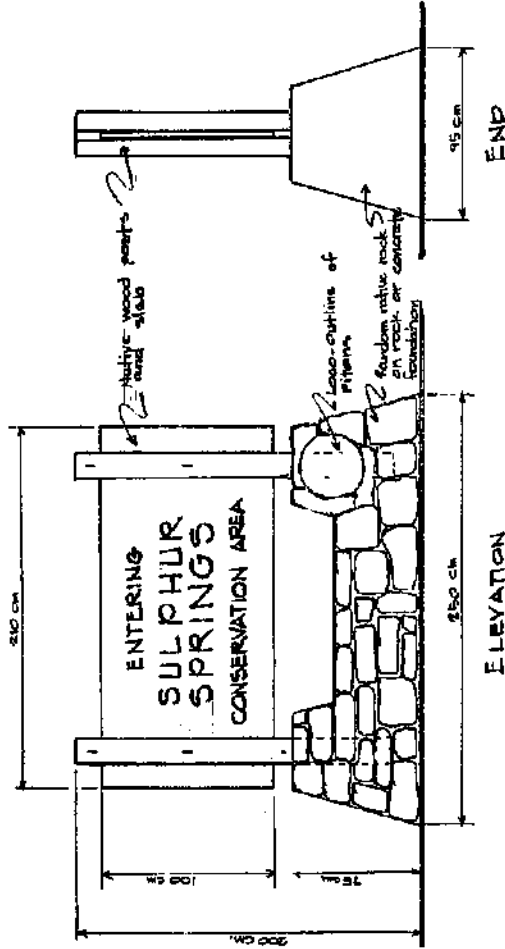 210 cm
Native wood posts
and slab
ENTERING
SULPHUR
SPRINGS
CONSERVATION AREA
Logo-outline of
Pitons
Random native rock
on rock or concrete
foundation
200 cm.
100 cm
75 cm.
250 cm
95 cm
ELEVATION
END